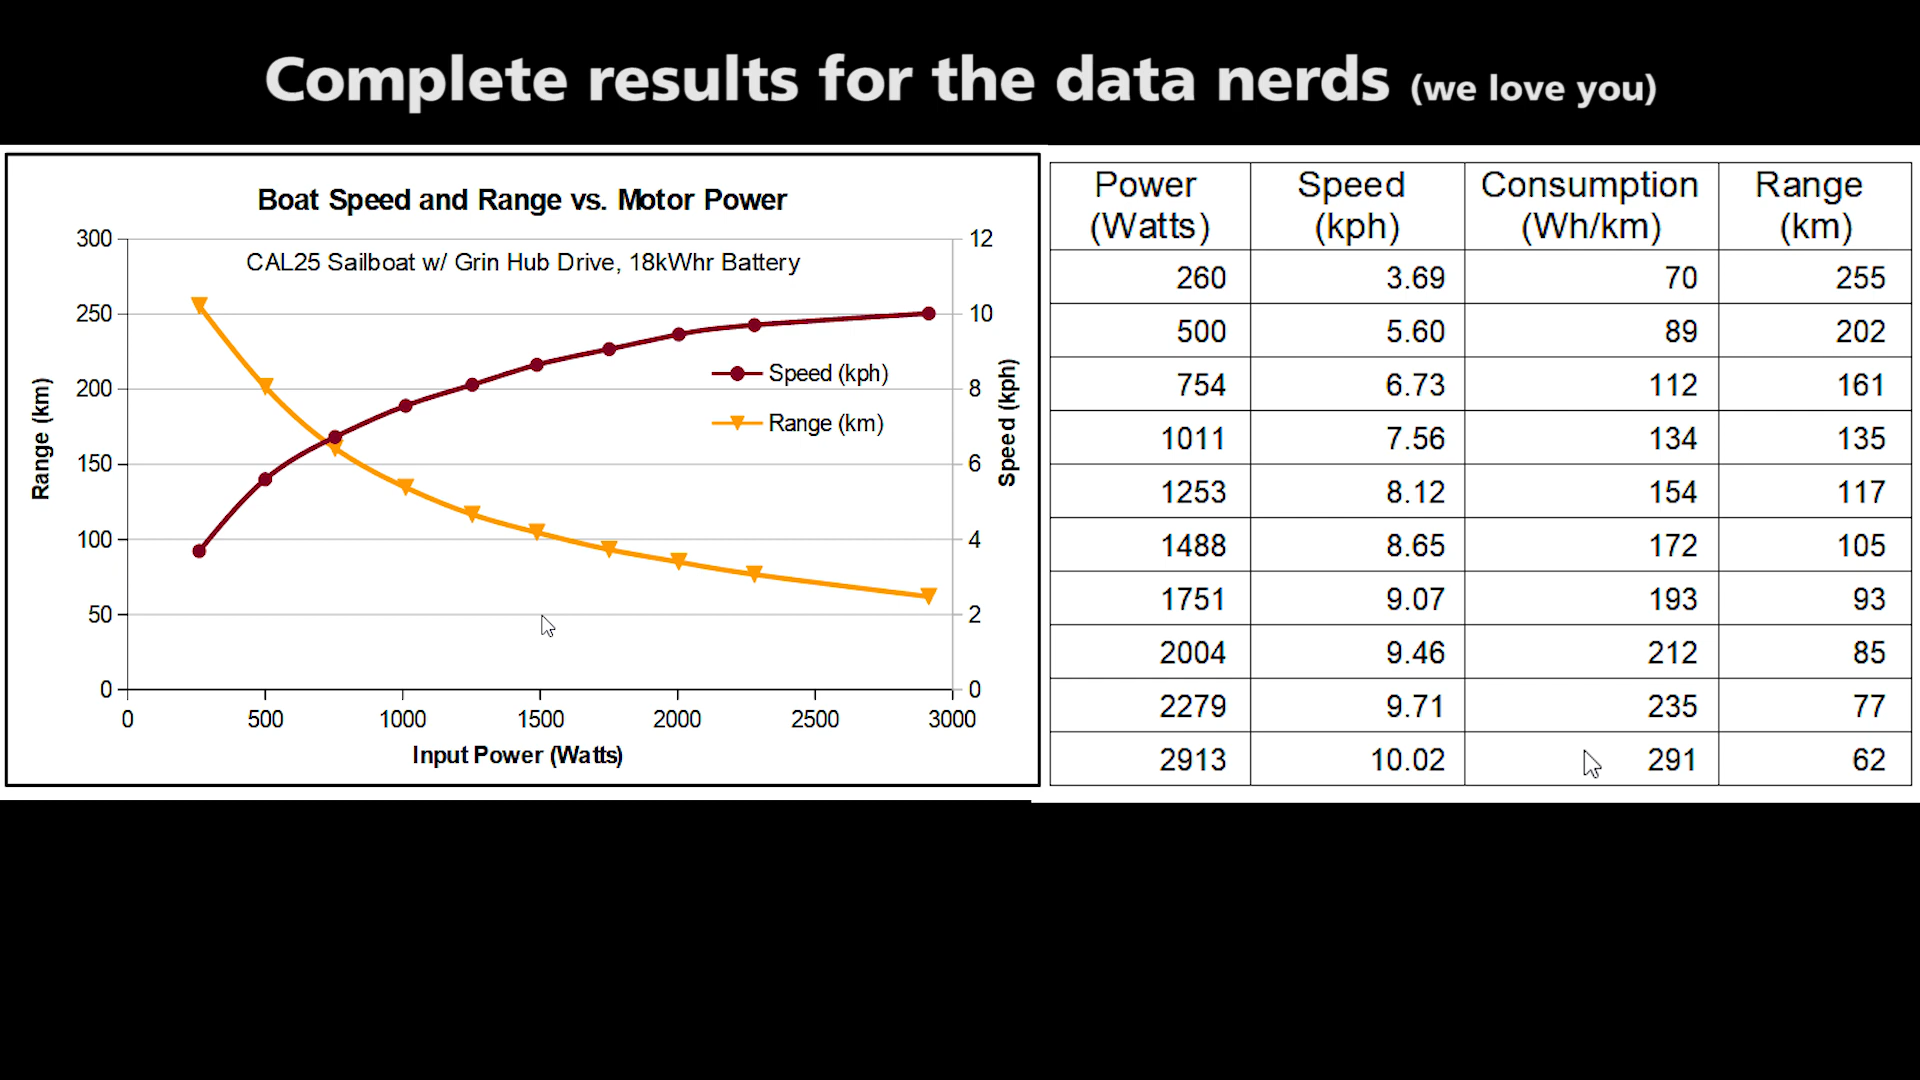 Complete results for the data nerds (we love you)
Boat Speed and Range vs. Motor Power
CAL25 Sailboat w/ Grin Hub Drive, 18kWhr Battery
Range (km)
300
250
200
150
100
50
0
12
10
8
6
4
2
0
Speed (kph)
Speed (kph)
Range (km)
0 500 1000 1500 2000 2500 3000
Input Power (Watts)
Power (Watts) Speed (kph) Consumption (Wh/km) Range (km)
260 3.69 70 255
500 5.60 89 202
754 6.73 112 161
1011 7.56 134 135
1253 8.12 154 117
1488 8.65 172 105
1751 9.07 193 93
2004 9.46 212 85
2279 9.71 235 77
2913 10.02 291 62